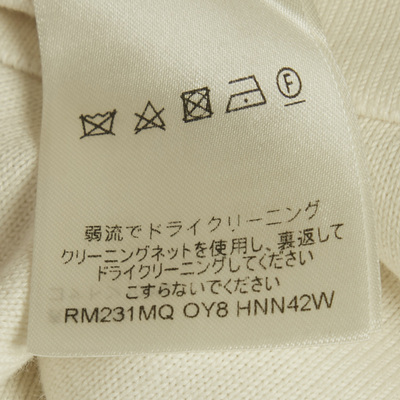 F
弱流でドライクリーニング
クリーニングネットを使用し、裏返して
ドライクリーニングしてください
こすらないでください
RM231MQ OY8 HNN42W